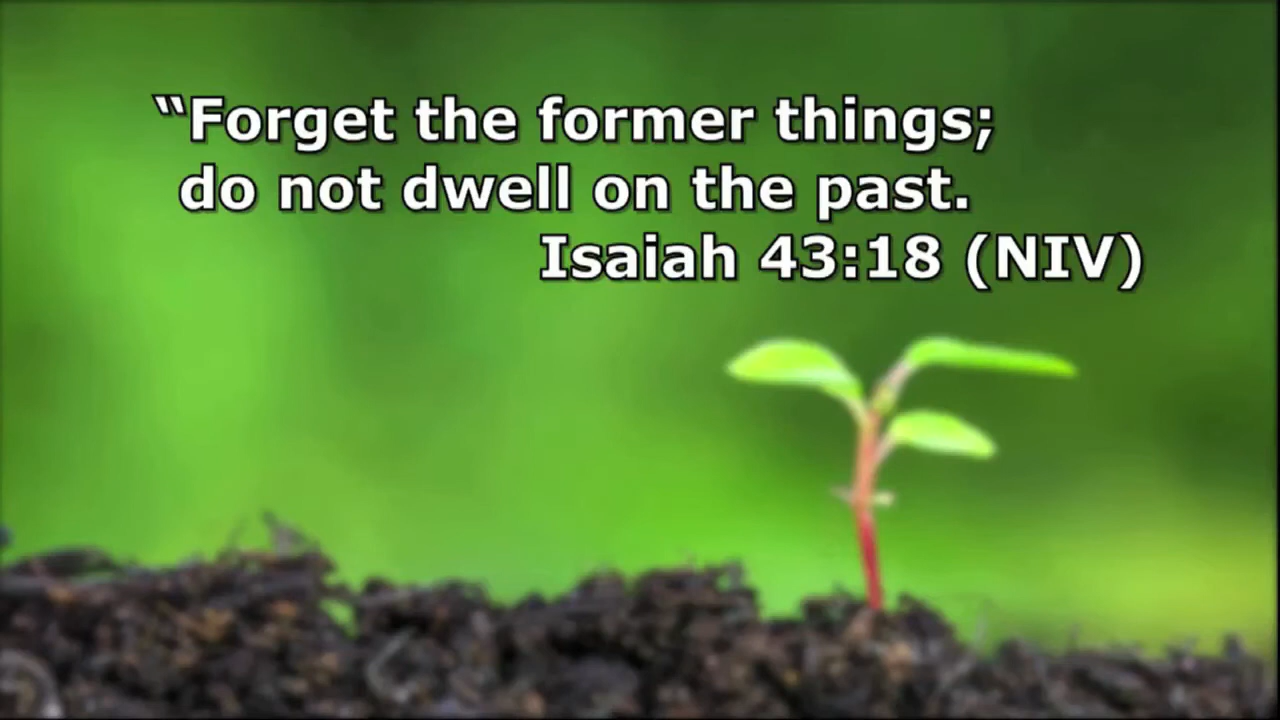 “Forget the former things;
do not dwell on the past.
Isaiah 43:18 (NIV)